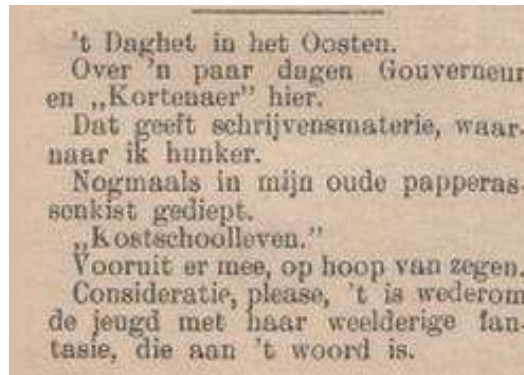 't Daghet in het Oosten.
Over 'n paar dagen Gouverneur
en „Kortenaer” hier.
Dat geeft schrijvensmaterie, waar-
naar ik hunker.
Nogmaals in mijn oude papperas-
senkist gediept.
„Kostschoolleven.”
Vooruit er mee, op hoop van zegen.
Consideratie, please, 't is wederom
de jeugd met haar weelderige fan-
tasie, die aan 't woord is.